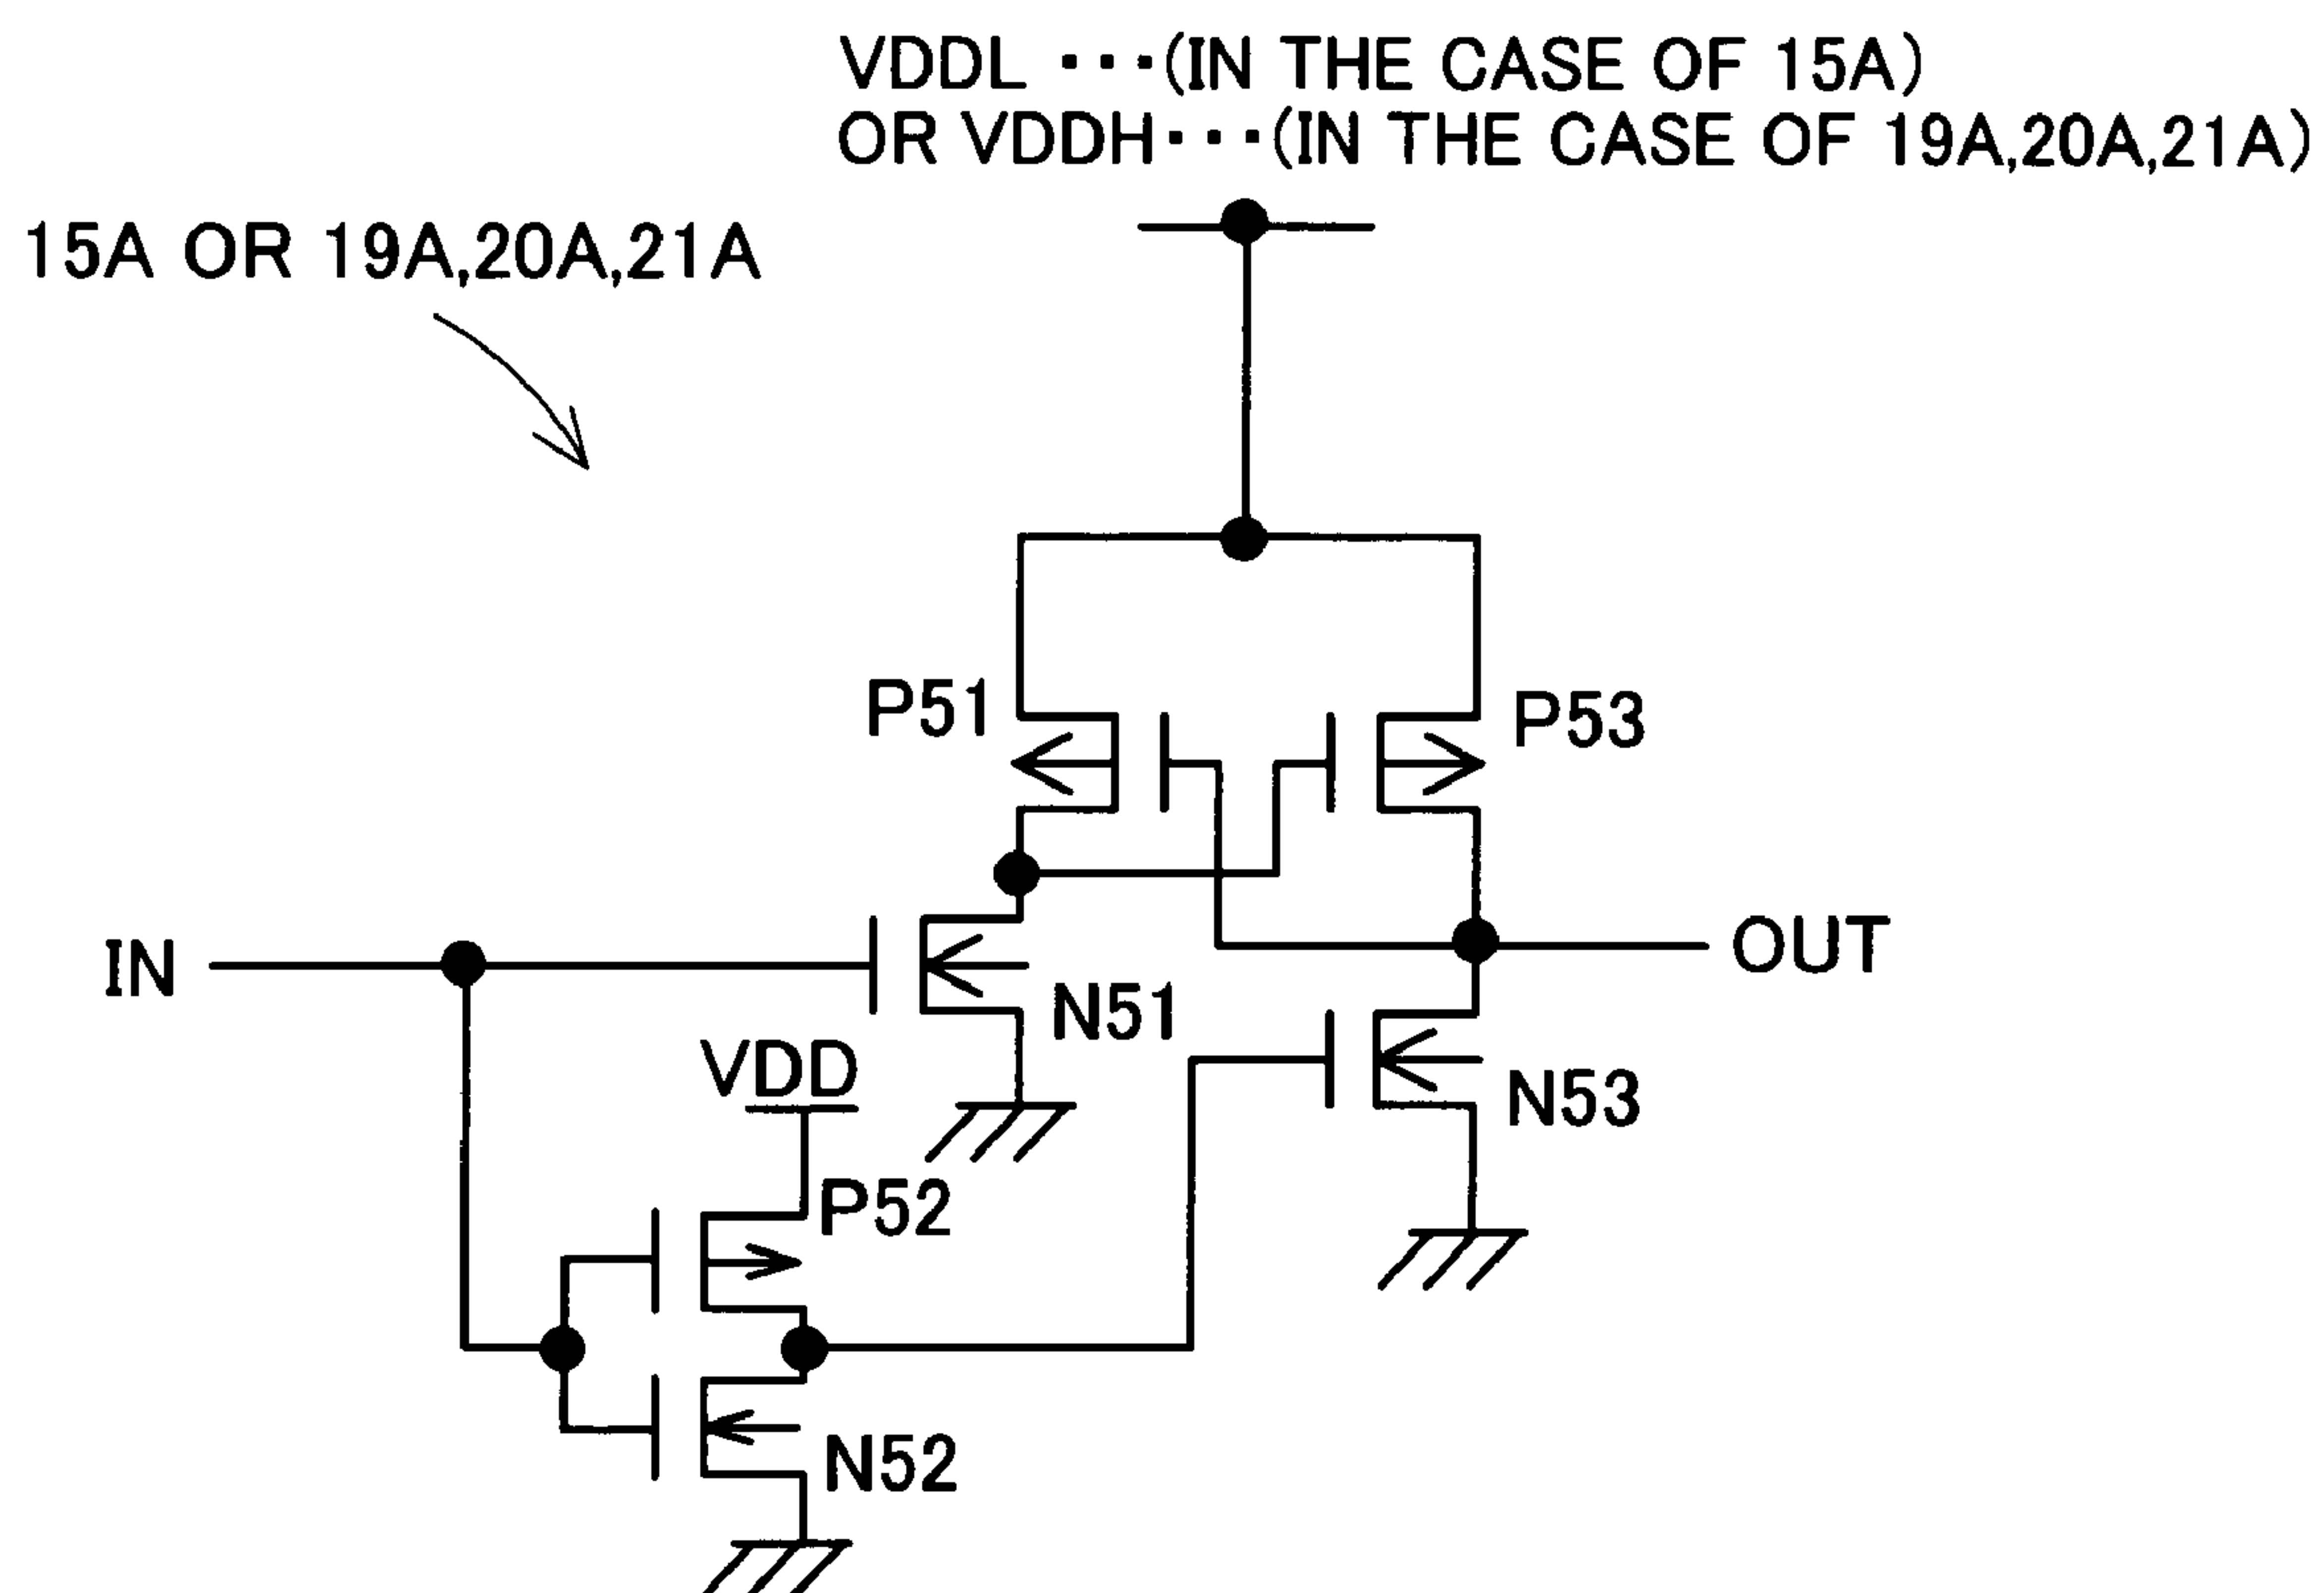 VDDL ･･･(IN THE CASE OF 15A)
OR VDDH･･･(IN THE CASE OF 19A,20A,21A)
15A OR 19A,20A,21A
P51
P53
IN
OUT
N51
VDD
N53
P52
N52